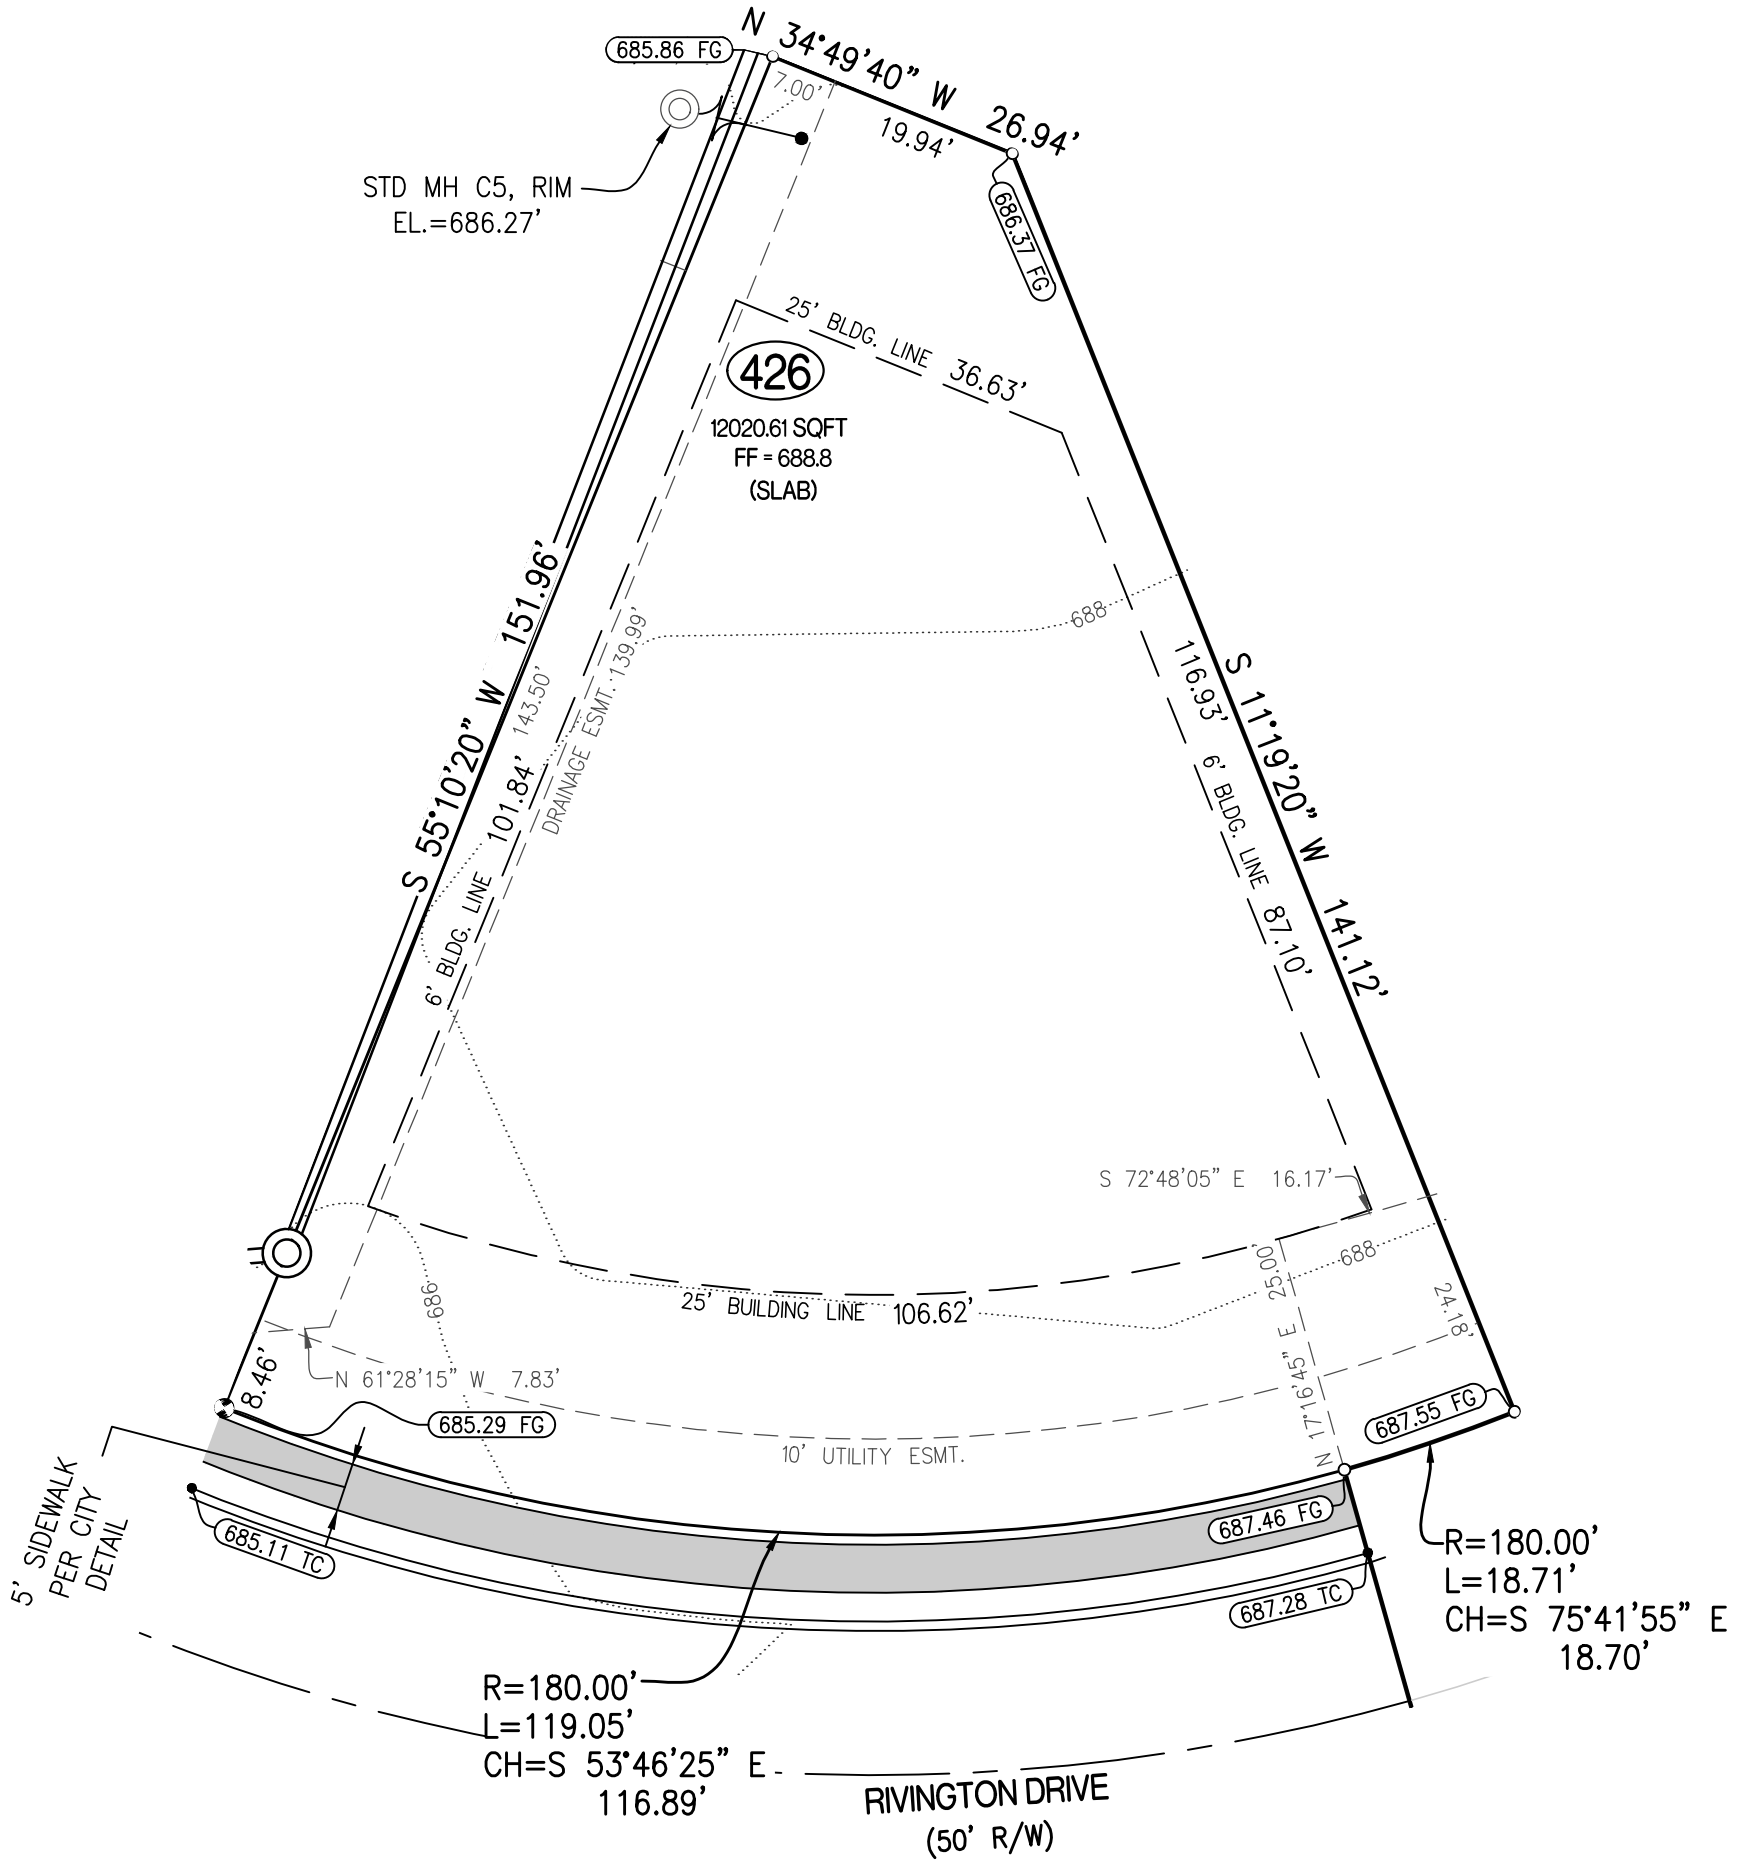 N 34°49'40" W 26.94'
685.86 FG
7.00'
19.94'
STD MH C5, RIM
EL.=686.27'
686.37 FG
25' BLDG. LINE 36.63'
426
12020.61 SQFT
FF = 688.8
(SLAB)
S 55°10'20" W 151.96'
143.50'
DRAINAGE ESMT. 139.99'
6' BLDG. LINE 101.84'
688
116.93'
S 11°19'20" W 141.12'
6' BLDG. LINE 87.10'
S 72°48'05" E 16.17'
688
25.00'
N 17°16'45" E
24.18'
686
25' BUILDING LINE 106.62'
8.46'
N 61°28'15" W 7.83'
685.29 FG
10' UTILITY ESMT.
687.55 FG
687.46 FG
5' SIDEWALK
PER CITY
DETAIL
685.11 TC
687.28 TC
R=180.00'
L=18.71'
CH=S 75°41'55" E
18.70'
R=180.00'
L=119.05'
CH=S 53°46'25" E
116.89'
RIVINGTON DRIVE
(50' R/W)